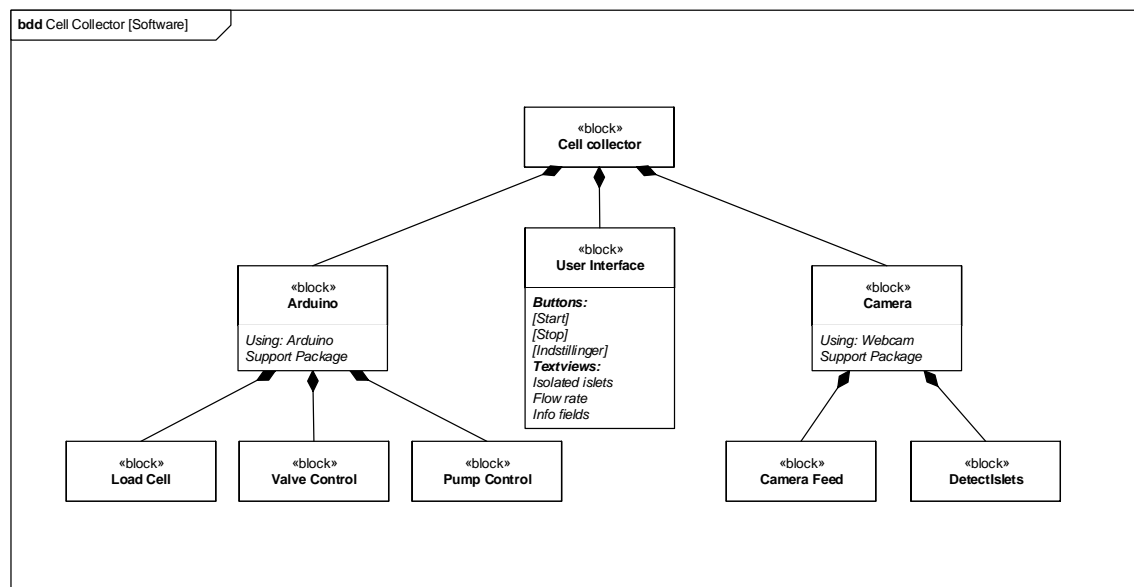 bdd Cell Collector [Software]
«block»
Cell collector
«block»
Arduino
Using: Arduino
Support Package
«block»
User Interface
Buttons:
[Start]
[Stop]
[Indstillinger]
Textviews:
Isolated islets
Flow rate
Info fields
«block»
Camera
Using: Webcam
Support Package
«block»
Load Cell
«block»
Valve Control
«block»
Pump Control
«block»
Camera Feed
«block»
DetectIslets